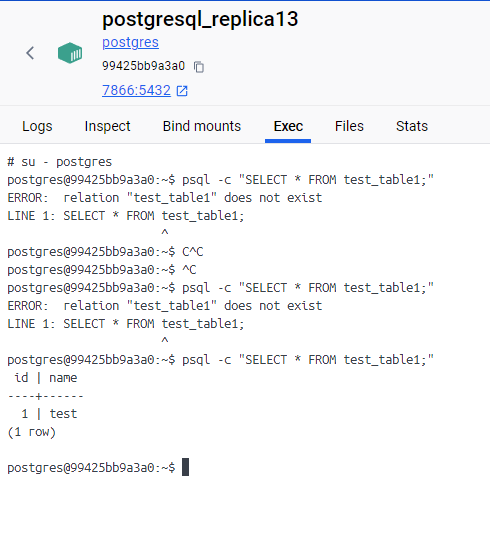 postgresql_replica13
postgres
99425bb9a3a0
7866:5432
Logs Inspect Bind mounts Exec Files Stats
# su - postgres
postgres@99425bb9a3a0:~$ psql -c "SELECT * FROM test_table1;"
ERROR:  relation "test_table1" does not exist
LINE 1: SELECT * FROM test_table1;
                      ^
postgres@99425bb9a3a0:~$ C^C
postgres@99425bb9a3a0:~$ ^C
postgres@99425bb9a3a0:~$ psql -c "SELECT * FROM test_table1;"
ERROR:  relation "test_table1" does not exist
LINE 1: SELECT * FROM test_table1;
                      ^
postgres@99425bb9a3a0:~$ psql -c "SELECT * FROM test_table1;"
 id | name
----+------
  1 | test
(1 row)
postgres@99425bb9a3a0:~$